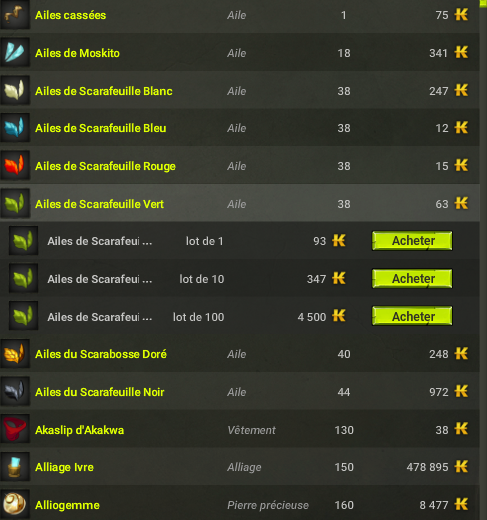 Ailes cassées Aile 1 75
Ailes de Moskito Aile 18 341
Ailes de Scarafeuille Blanc Aile 38 247
Ailes de Scarafeuille Bleu Aile 38 12
Ailes de Scarafeuille Rouge Aile 38 15
Ailes de Scarafeuille Vert Aile 38 63
Ailes de Scarafeui ... lot de 1 93 Acheter
Ailes de Scarafeui ... lot de 10 347 Acheter
Ailes de Scarafeui ... lot de 100 4 500 Acheter
Ailes du Scarabosse Doré Aile 40 248
Ailes du Scarafeuille Noir Aile 44 972
Akaslip d'Akakwa Vêtement 130 38
Alliage Ivre Alliage 150 478 895
Alliogemme Pierre précieuse 160 8 477